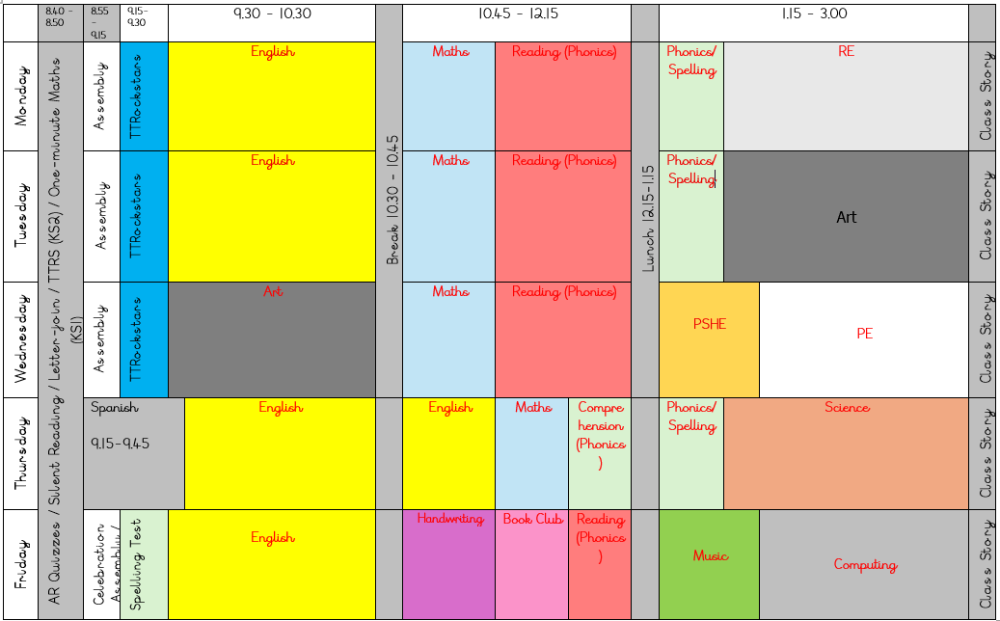 8.40 -
8.50
8.55
-
9.15
9.15-
9.30
9.30 - 10.30
10.45 - 12.15
1.15 - 3.00
Monday
AR Quizzes / Silent Reading / Letter-join / TTRS (KS2) / One-minute Maths
(KS1)
Assembly
TTRockstars
English
Break 10.30 - 10.45
Maths
Reading (Phonics)
Lunch 12.15-1.15
Phonics/
Spelling
RE
Class Story
Tuesday
Assembly
TTRockstars
English
Maths
Reading (Phonics)
Phonics/
Spelling
Art
Class Story
Wednesday
Assembly
TTRockstars
Art
Maths
Reading (Phonics)
PSHE
PE
Class Story
Thursday
Spanish
9.15-9.45
English
English
Maths
Compre
hension
(Phonics
)
Phonics/
Spelling
Science
Class Story
Friday
Celebration
Assembly /
Spelling Test
English
Handwriting
Book Club
Reading
(Phonics
)
Music
Computing
Class Story